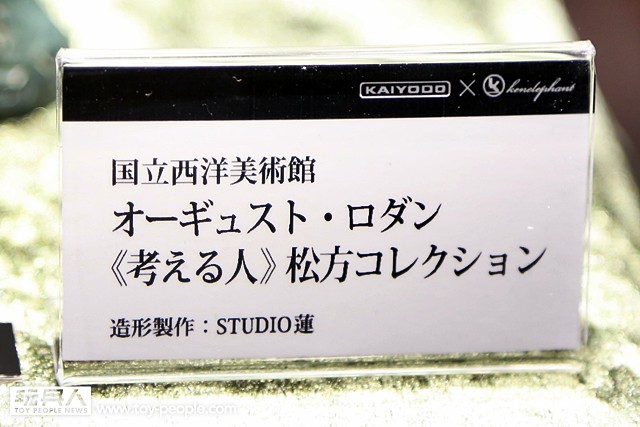 KAIYODO × kenelephant
国立西洋美術館
オーギュスト・ロダン
《考える人》松方コレクション
造形製作：STUDIO蓮
玩具人
TOY PEOPLE NEWS
www.toy-people.com